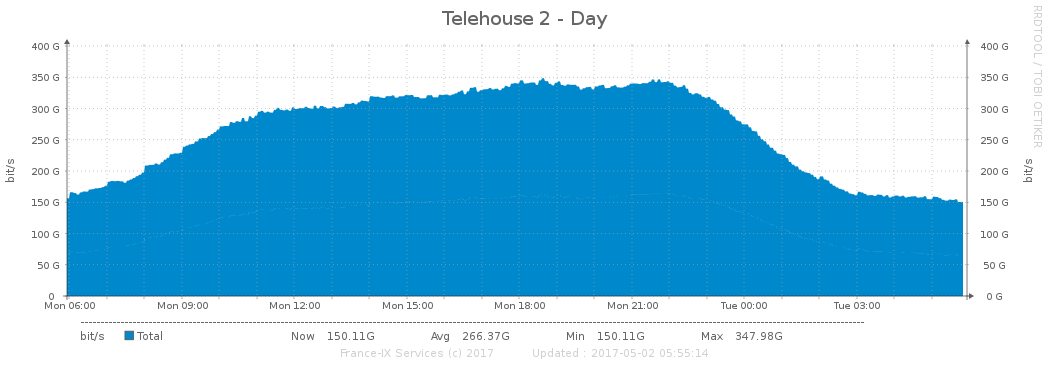 Telehouse 2 - Day
RRDTOOL / TOBI OETIKER
bit/s
400 G 400 G
350 G 350 G
300 G 300 G
250 G 250 G
200 G 200 G
150 G 150 G
100 G 100 G
50 G 50 G
0 0 G
bit/s
Mon 06:00 Mon 09:00 Mon 12:00 Mon 15:00 Mon 18:00 Mon 21:00 Tue 00:00 Tue 03:00
bit/s Total Now 150.11G Avg 266.37G Min 150.11G Max 347.98G
France-IX Services (c) 2017 Updated : 2017-05-02 05:55:14